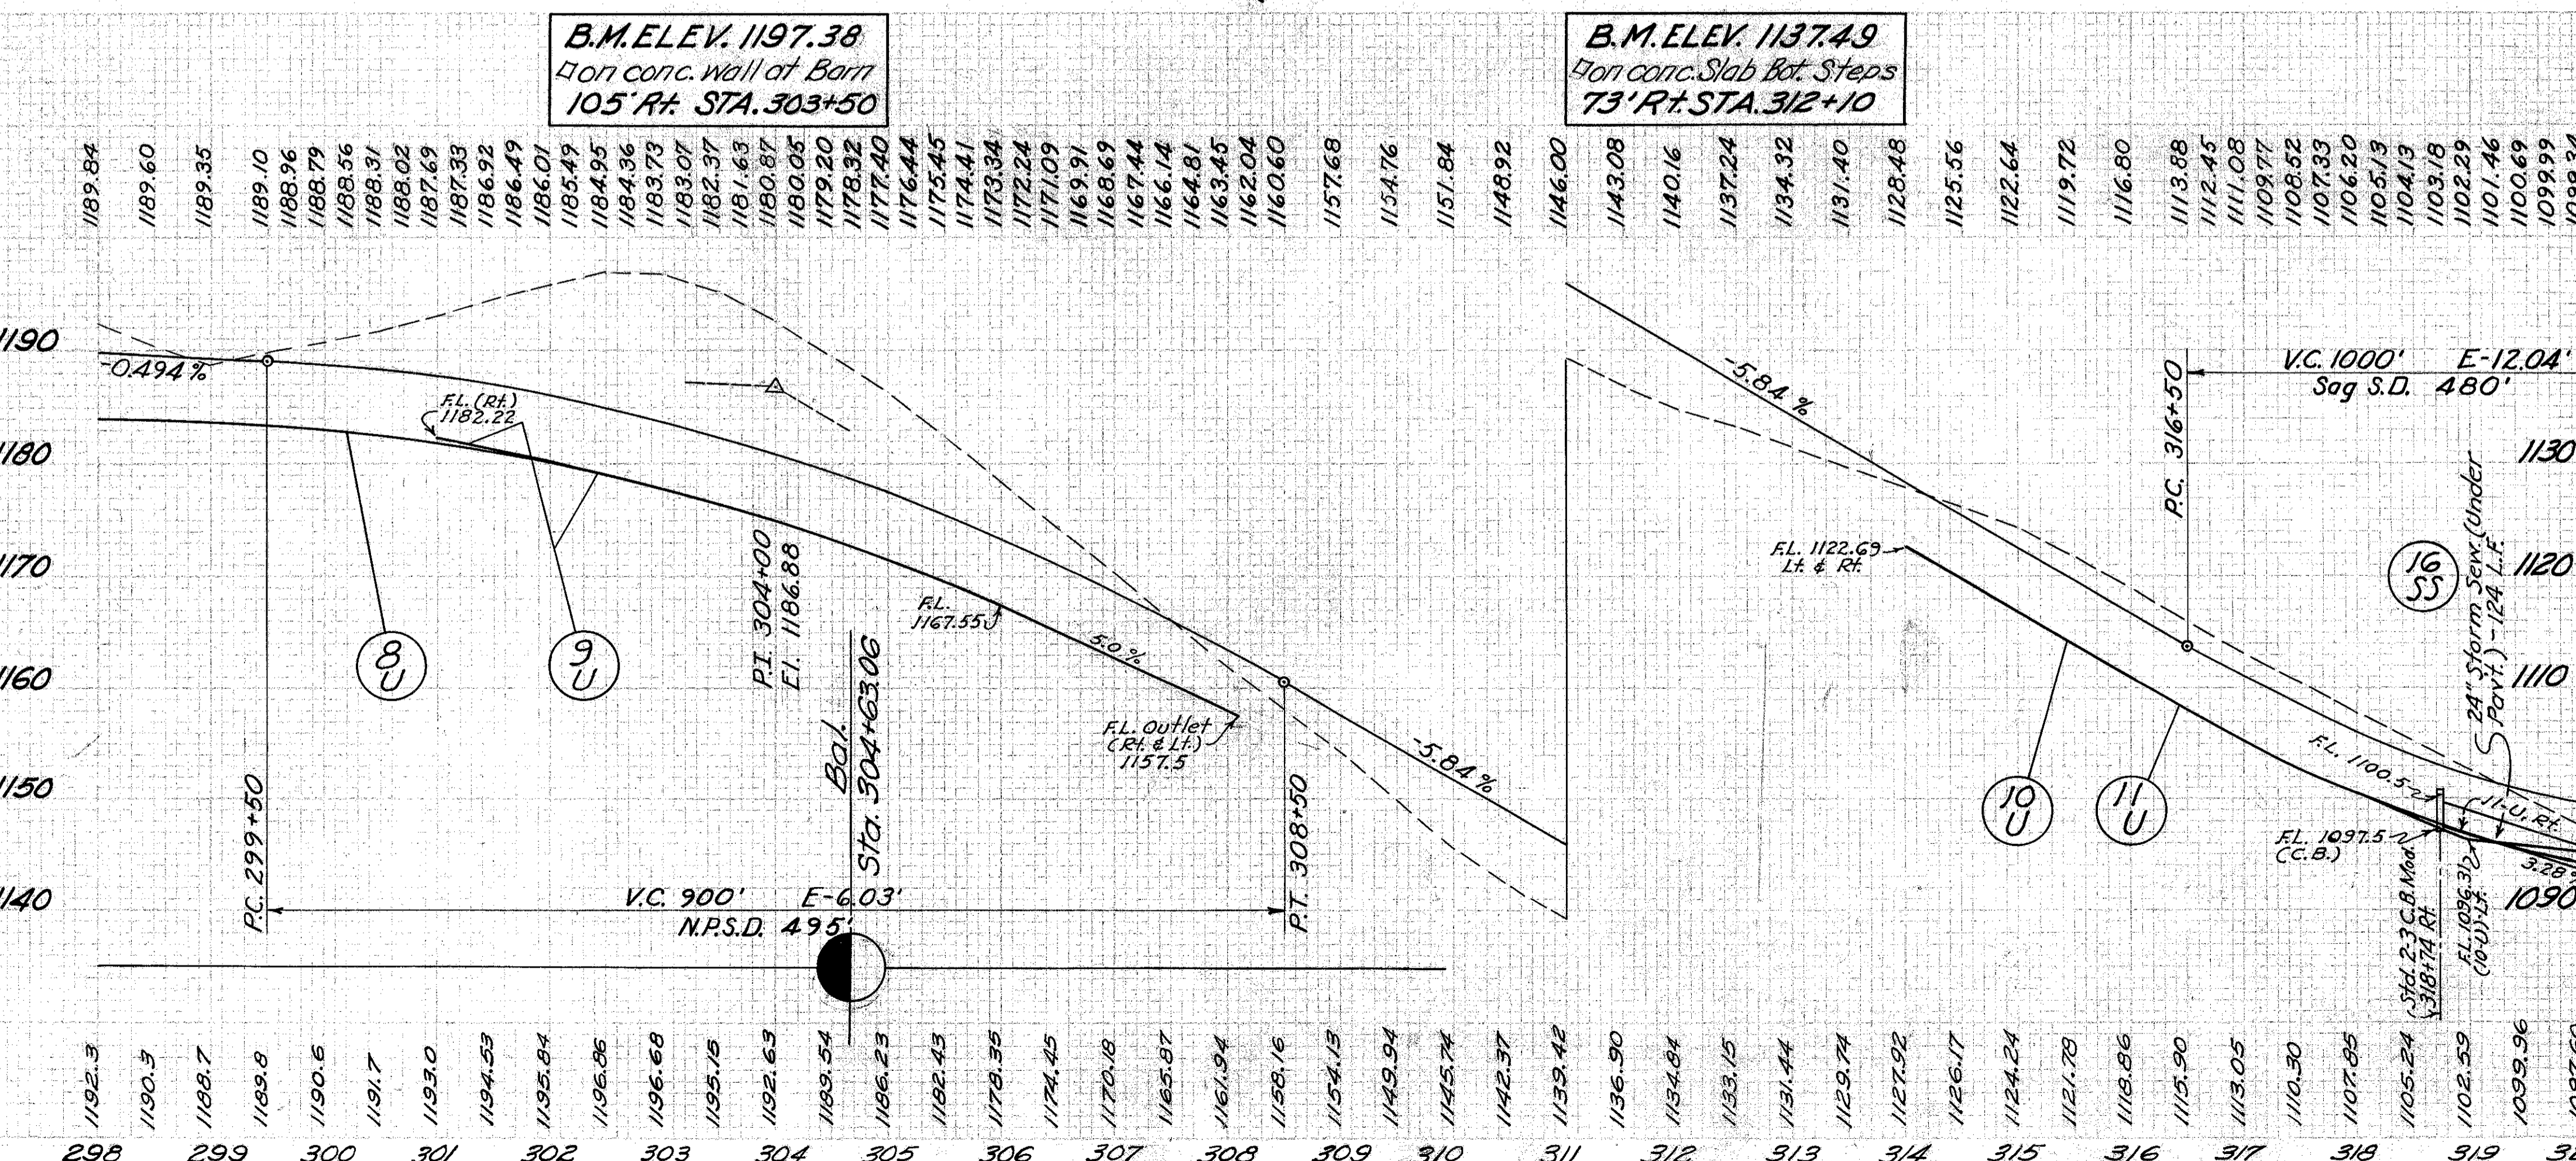 B.M. ELEV. 1197.38
□ on conc. wall at Barn
105' Rt. STA. 303+50
B.M. ELEV. 1137.49
□ on conc. Slab Bot. Steps
73' Rt. STA. 312+10
1189.84 1189.60 1189.35 1189.10 1188.96 1188.79 1188.56 1188.31 1188.02 1187.69 1187.33 1186.92 1186.49 1186.01 1185.49 1184.95 1184.36 1183.73 1183.07 1182.37 1181.63 1180.87 1180.05 1179.20 1178.32 1177.40 1176.44 1175.45 1174.41 1173.34 1172.24 1171.09 1169.91 1168.69 1167.44 1166.14 1164.81 1163.45 1162.04 1160.60 1157.68 1154.76 1151.84 1148.92 1146.00 1143.08 1140.16 1137.24 1134.32 1131.40 1128.48 1125.56 1122.64 1119.72 1116.80 1113.88 1112.45 1111.08 1109.77 1108.52 1107.33 1106.20 1105.13 1104.13 1103.18 1102.29 1101.46 1100.69 1099.99
1190
1180
1170
1160
1150
1140
-0.494%
F.L. (Rt.)
1182.22
8
U
9
U
P.C. 299+50
P.I. 304+00
El. 1186.88
Bal.
Sta. 304+63.06
F.L.
1167.55
5.0%
F.L. Outlet
(Rt. & Lt.)
1157.5
V.C. 900' E-6.03'
N.P.S.D. 495'
P.T. 308+50
-5.84%
-5.84%
F.L. 1122.69
Lt. & Rt.
10
U
11
U
P.C. 316+50
V.C. 1000' E-12.04'
Sag S.D. 480'
1130
1120
1110
1090
16
SS
24" Storm Sew. (Under
Pavt.) - 124 L.F.
F.L. 1100.5
11-U, Rt.
F.L. 1097.5
(C.B.)
3.28%
Std. 2-3 C.B. Mod.
318+74 Rt.
F.L. 1096.31
(10-U) Lt.
1192.3 1190.3 1188.7 1189.8 1190.6 1191.7 1193.0 1194.53 1195.84 1196.86 1196.68 1195.15 1192.63 1189.54 1186.23 1182.43 1178.35 1174.45 1170.18 1165.87 1161.94 1158.16 1154.13 1149.94 1145.74 1142.37 1139.42 1136.90 1134.84 1133.15 1131.44 1129.74 1127.92 1126.17 1124.24 1121.78 1118.86 1115.90 1113.05 1110.30 1107.85 1105.24 1102.59 1099.96
298 299 300 301 302 303 304 305 306 307 308 309 310 311 312 313 314 315 316 317 318 319